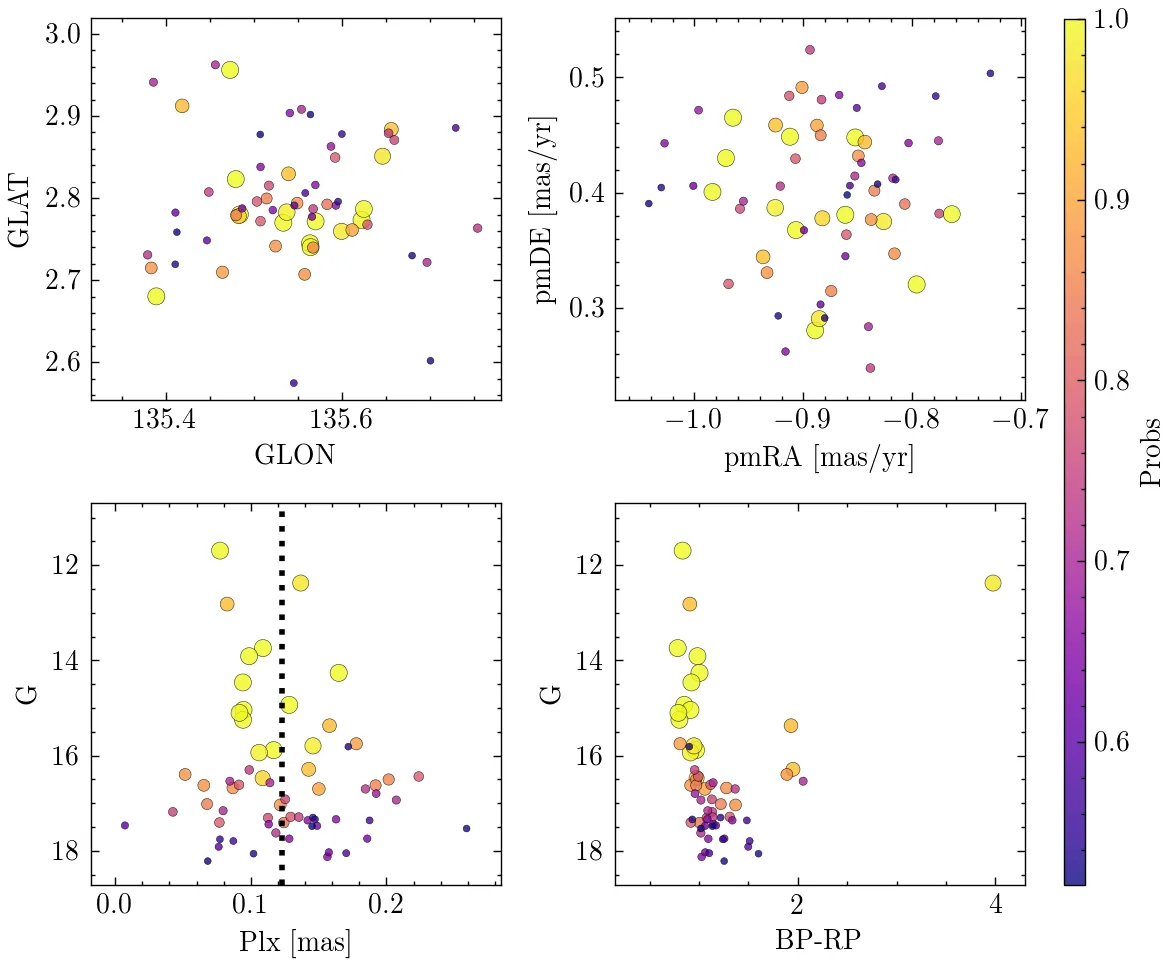 3.0
2.9
2.8
2.7
2.6
GLAT
135.4 135.6
GLON
0.5
0.4
0.3
pmDE [mas/yr]
−1.0 −0.9 −0.8 −0.7
pmRA [mas/yr]
12
14
16
18
G
0.0 0.1 0.2
Plx [mas]
12
14
16
18
G
2 4
BP-RP
1.0
0.9
0.8
0.7
0.6
Probs